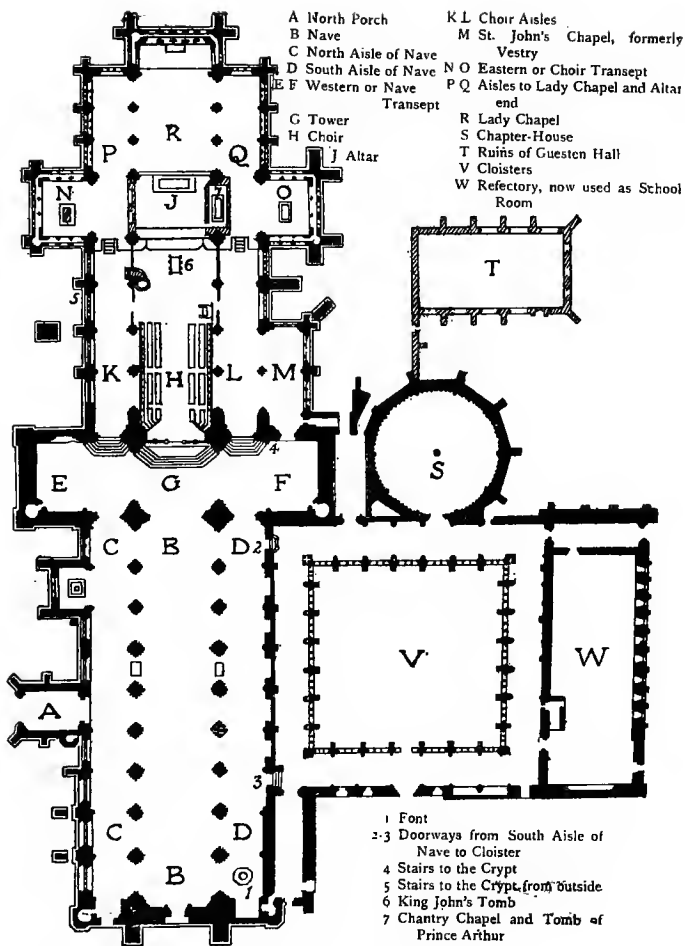 A North Porch
B Nave
C North Aisle of Nave
D South Aisle of Nave
E F Western or Nave
Transept
G Tower
H Choir
J Altar
K L Choir Aisles
M St. John's Chapel, formerly
Vestry
N O Eastern or Choir Transept
P Q Aisles to Lady Chapel and Altar
end
R Lady Chapel
S Chapter-House
T Ruins of Guesten Hall
V Cloisters
W Refectory, now used as School
Room
R
P
Q
N
J
7
O
6
T
5
H
K
H
L
M
4
S
E
G
F
C
B
D
2
V
W
A
3
C
D
B
1
1 Font
2-3 Doorways from South Aisle of
Nave to Cloister
4 Stairs to the Crypt
5 Stairs to the Crypt from outside
6 King John's Tomb
7 Chantry Chapel and Tomb of
Prince Arthur